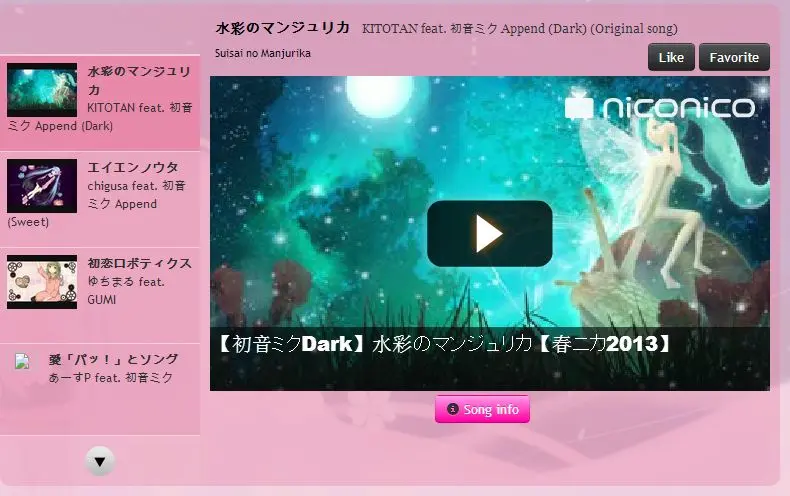 水彩のマンジュリカ KITOTAN feat. 初音ミク Append (Dark) (Original song)
Suisai no Manjurika
Like Favorite
水彩のマンジュリ
カ
KITOTAN feat. 初音
ミク Append (Dark)
エイエンノウタ
chigusa feat. 初音
ミク Append
(Sweet)
初恋ロボティクス
ゆちまる feat.
GUMI
愛「パッ！」とソング
あーすP feat. 初音ミク
▼
niconico
【初音ミクDark】水彩のマンジュリカ【春ニカ2013】
Song info